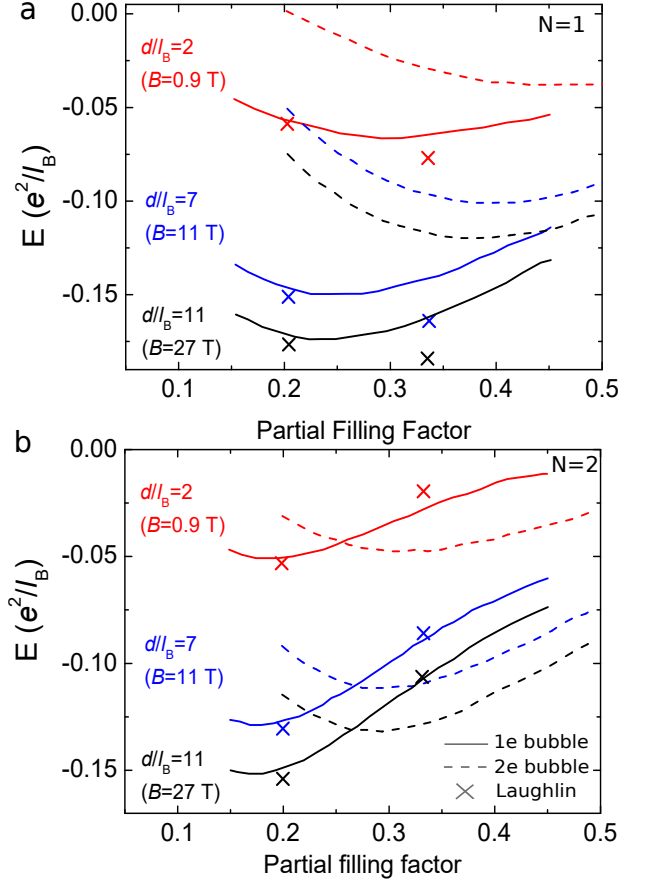 a
N=1
0.00
-0.05
-0.10
-0.15
E (e²/l_B)
d/l_B=2
(B=0.9 T)
d/l_B=7
(B=11 T)
d/l_B=11
(B=27 T)
0.1 0.2 0.3 0.4 0.5
Partial Filling Factor
b
N=2
0.00
-0.05
-0.10
-0.15
E (e²/l_B)
d/l_B=2
(B=0.9 T)
d/l_B=7
(B=11 T)
d/l_B=11
(B=27 T)
1e bubble
2e bubble
Laughlin
0.1 0.2 0.3 0.4 0.5
Partial filling factor